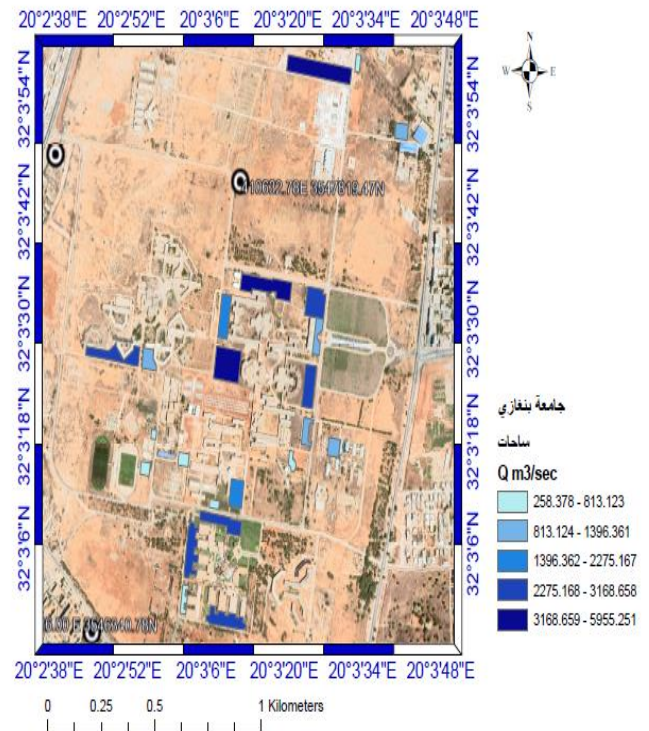 20°2'38"E 20°2'52"E 20°3'6"E 20°3'20"E 20°3'34"E 20°3'48"E
N
W E
S
32°3'54"N 32°3'54"N
32°3'42"N 32°3'42"N
32°3'30"N 32°3'30"N
32°3'18"N 32°3'18"N
32°3'6"N 32°3'6"N
جامعة بنغازي
ساحات
Q m3/sec
258.378 - 813.123
813.124 - 1396.361
1396.362 - 2275.167
2275.168 - 3168.658
3168.659 - 5955.251
20°2'38"E 20°2'52"E 20°3'6"E 20°3'20"E 20°3'34"E 20°3'48"E
0 0.25 0.5 1 Kilometers